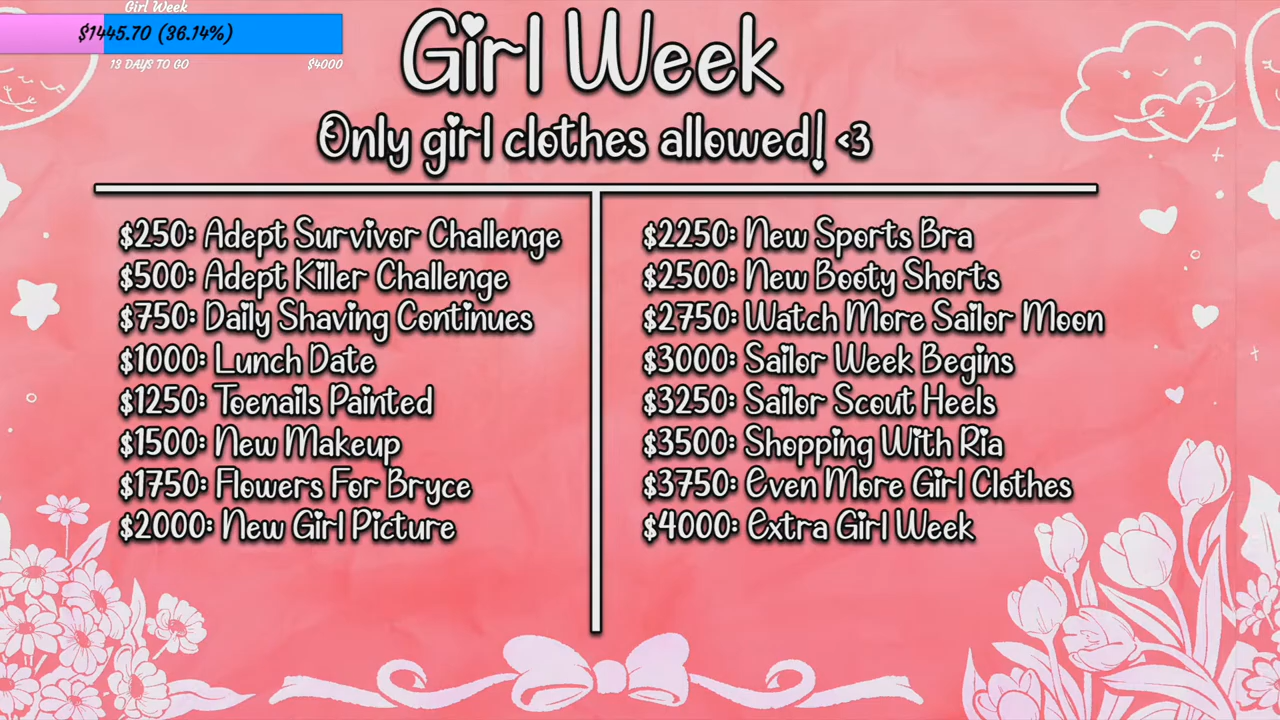 Girl Week
$1445.70 (36.14%)
13 DAYS TO GO $4000
Girl Week
Only girl clothes allowed! <3
$250: Adept Survivor Challenge
$500: Adept Killer Challenge
$750: Daily Shaving Continues
$1000: Lunch Date
$1250: Toenails Painted
$1500: New Makeup
$1750: Flowers For Bryce
$2000: New Girl Picture
$2250: New Sports Bra
$2500: New Booty Shorts
$2750: Watch More Sailor Moon
$3000: Sailor Week Begins
$3250: Sailor Scout Heels
$3500: Shopping With Ria
$3750: Even More Girl Clothes
$4000: Extra Girl Week